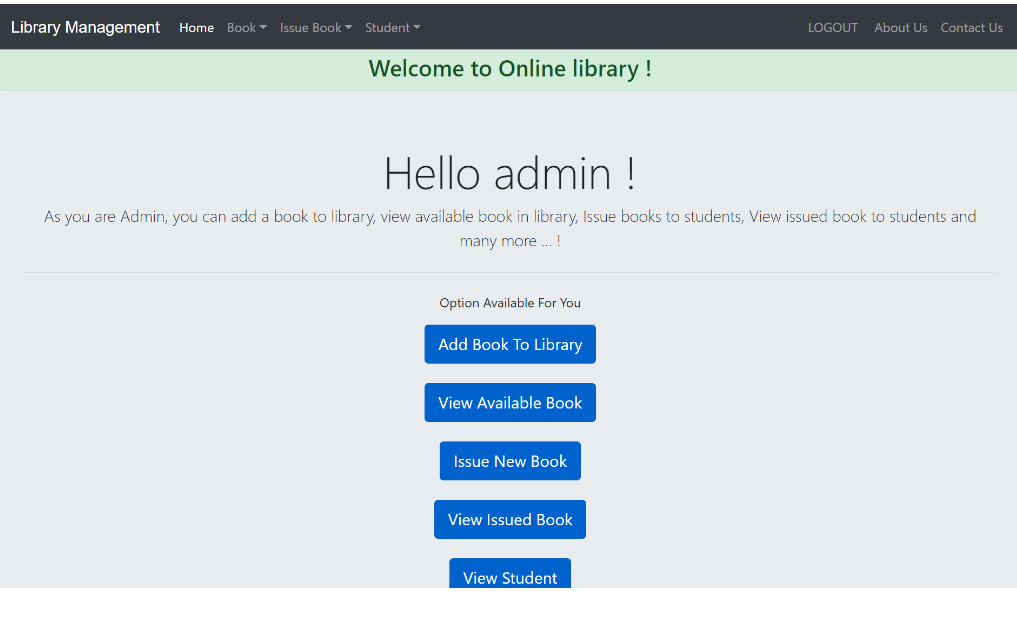 Library Management Home Book Issue Book Student LOGOUT About Us Contact Us
Welcome to Online library !
Hello admin !
As you are Admin, you can add a book to library, view available book in library, Issue books to students, View issued book to students and
many more ... !
Option Available For You
Add Book To Library
View Available Book
Issue New Book
View Issued Book
View Student